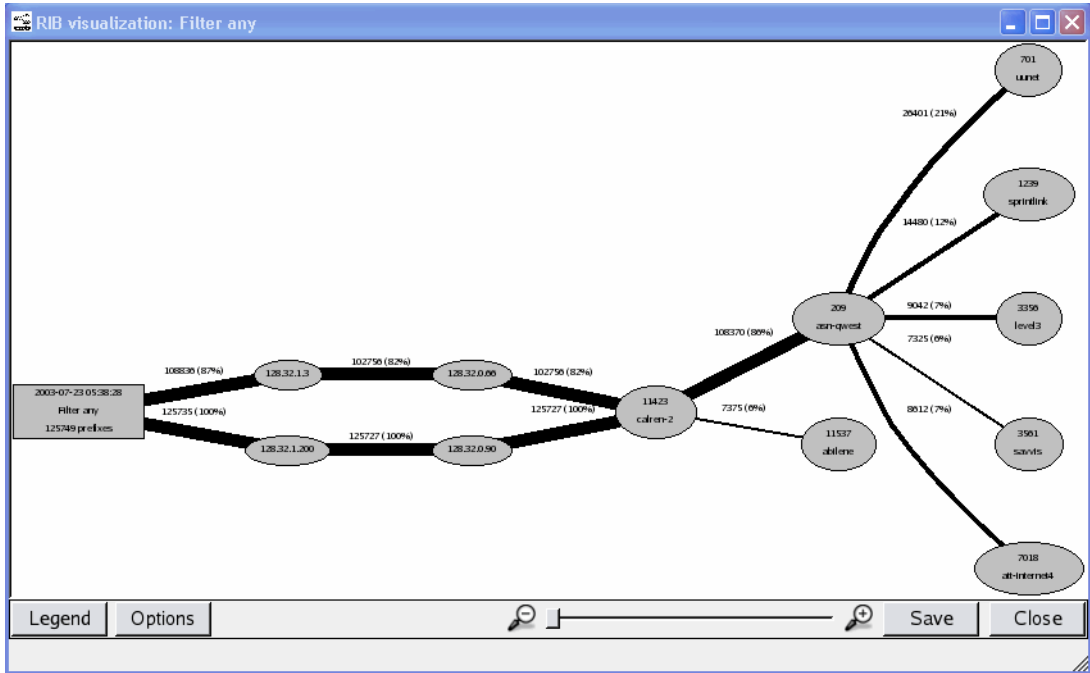 RIB visualization: Filter any
701
uunet
26401 (21%)
1239
sprintlink
14480 (12%)
209
asn-qwest
9042 (7%)
3356
level3
108370 (86%)
7325 (6%)
108836 (87%)
128.32.1.3
102756 (82%)
128.32.0.66
102756 (82%)
2003-07-23 05:38:28
Filter any
125749 prefixes
125735 (100%)
128.32.1.200
125727 (100%)
128.32.0.90
125727 (100%)
11423
calren-2
7375 (6%)
11537
abilene
8612 (7%)
3561
savvis
7018
att-internet4
Legend
Options
Save
Close